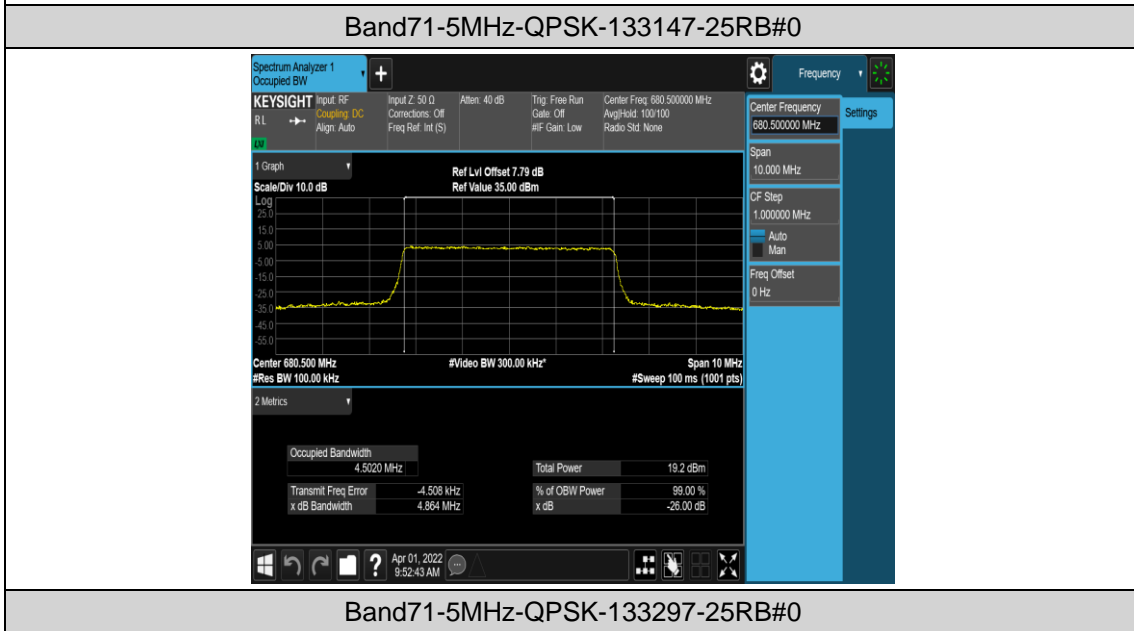 Band71-5MHz-QPSK-133147-25RB#0
Spectrum Analyzer 1
Occupied BW
+
Frequency
KEYSIGHT Input: RF Input Z: 50 Ω Atten: 40 dB Trig: Free Run Center Freq: 680.500000 MHz
RL Coupling: DC Corrections: Off Gate: Off Avg|Hold: 100/100
Align: Auto Freq Ref: Int (S) #IF Gain: Low Radio Std: None
LXI
Center Frequency
680.500000 MHz
Settings
Span
10.000 MHz
CF Step
1.000000 MHz
Auto
Man
Freq Offset
0 Hz
1 Graph
Ref Lvl Offset 7.79 dB
Scale/Div 10.0 dB Ref Value 35.00 dBm
Log
25.0
15.0
5.00
-5.00
-15.0
-25.0
-35.0
-45.0
-55.0
Center 680.500 MHz #Video BW 300.00 kHz* Span 10 MHz
#Res BW 100.00 kHz #Sweep 100 ms (1001 pts)
2 Metrics
Occupied Bandwidth
4.5020 MHz Total Power 19.2 dBm
Transmit Freq Error -4.508 kHz % of OBW Power 99.00 %
x dB Bandwidth 4.864 MHz x dB -26.00 dB
? Apr 01, 2022
9:52:43 AM
Band71-5MHz-QPSK-133297-25RB#0